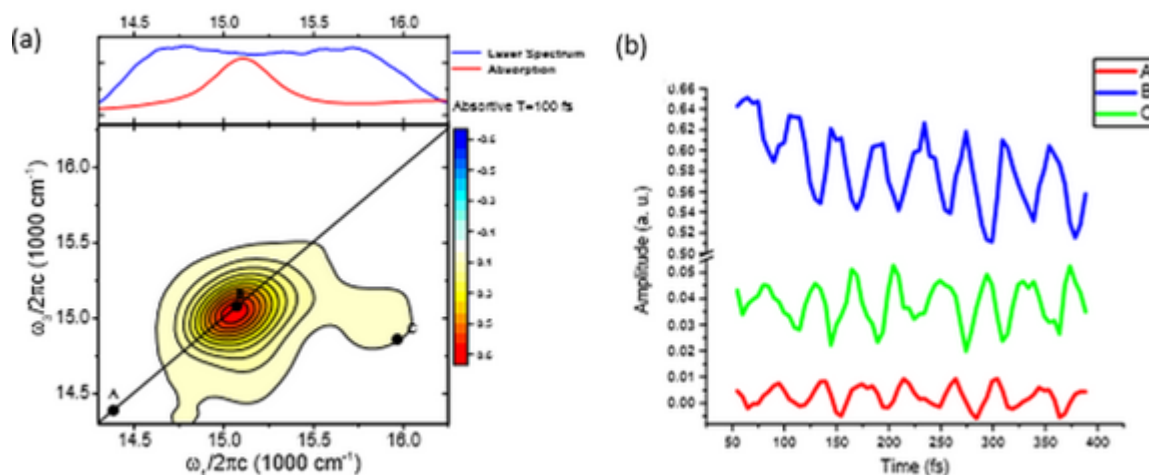 (a)
14.5 15.0 15.5 16.0
Laser Spectrum
Absorption
Absorptive T=100 fs
16.0
15.5
15.0
14.5
ω₃/2πc (1000 cm⁻¹)
A
B
C
14.5 15.0 15.5 16.0
/2πc (1000 cm⁻¹)
(b)
A
B
C
0.66
0.64
0.62
0.60
0.58
0.56
0.54
0.52
0.50
0.05
0.04
0.03
0.02
0.01
0.00
Amplitude (a. u.)
50 100 150 200 250 300 350 400
Time (fs)